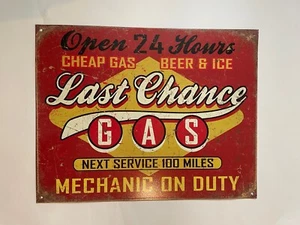 Open 24 Hours
CHEAP GAS BEER & ICE
Last Chance
GAS
NEXT SERVICE 100 MILES
MECHANIC ON DUTY